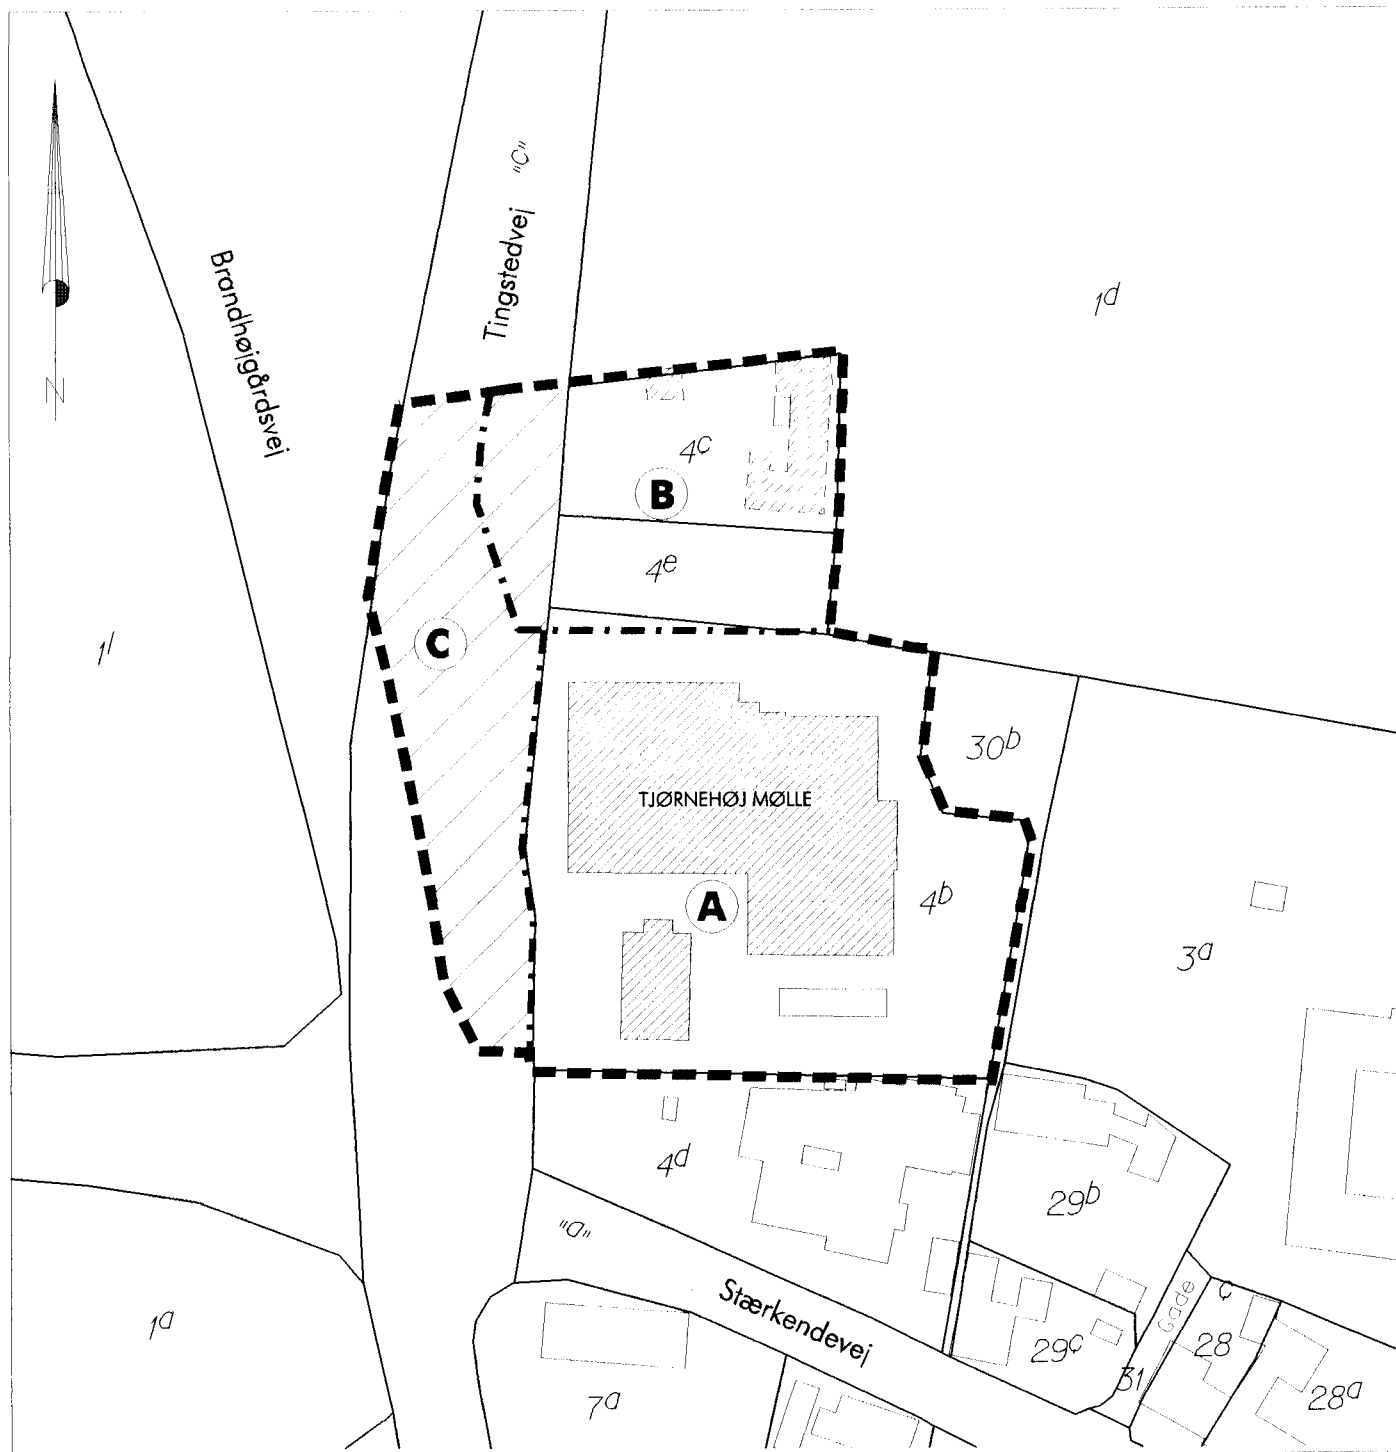 "c"
Tingstedvej
Brandhøjgårdsvej
1d
N
4c
B
4e
C
1l
30b
TJØRNEHØJ MØLLE
A
4b
3a
4d
29b
"a"
Stærkendevej
Gade
c
1a
29c
31
28
28a
7a